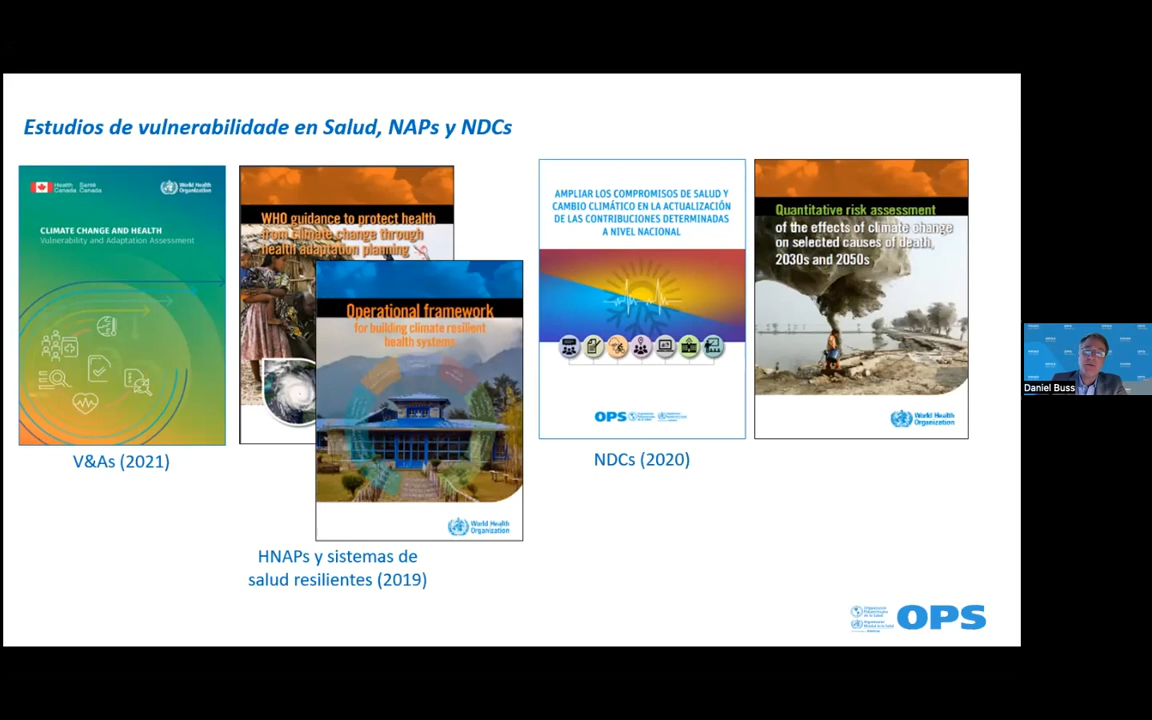 Estudios de vulnerabilidade en Salud, NAPs y NDCs
Health Santé
Canada Canada
World Health
Organization
CLIMATE CHANGE AND HEALTH
Vulnerability and Adaptation Assessment
V&As (2021)
WHO guidance to protect health
from climate change through
health adaptation planning
Operational framework
for building climate resilient
health systems
World Health
Organization
HNAPs y sistemas de
salud resilientes (2019)
AMPLIAR LOS COMPROMISOS DE SALUD Y
CAMBIO CLIMÁTICO EN LA ACTUALIZACIÓN
DE LAS CONTRIBUCIONES DETERMINADAS
A NIVEL NACIONAL
OPS
NDCs (2020)
Quantitative risk assessment
of the effects of climate change
on selected causes of death,
2030s and 2050s
World Health
Organization
Daniel Buss
OPS